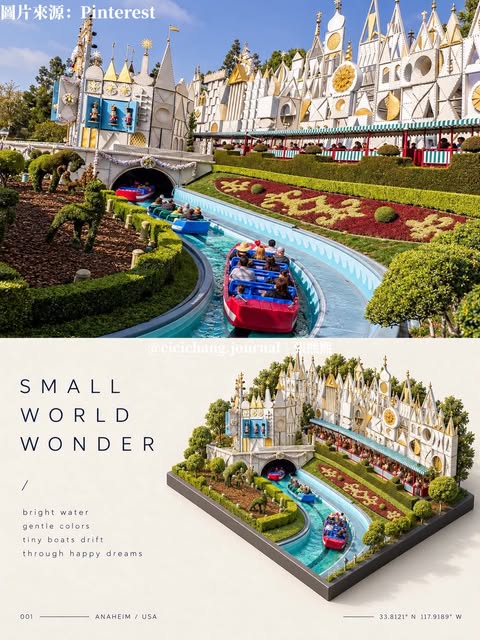 圖片來源: Pinterest
@cicichang.journal
SMALL
WORLD
WONDER
/
bright water
gentle colors
tiny boats drift
through happy dreams
001
ANAHEIM / USA
33.8121° N 117.9189° W